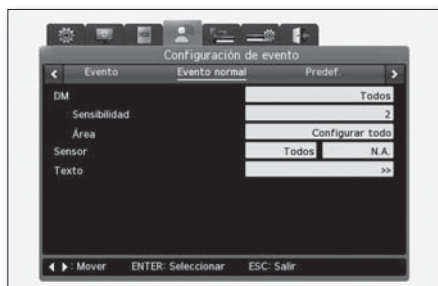 Configuración de evento
Evento Evento normal Predef.
DM Todos
Sensibilidad 2
Área Configurar todo
Sensor Todos N.A.
Texto >>
: Mover ENTER: Seleccionar ESC: Salir